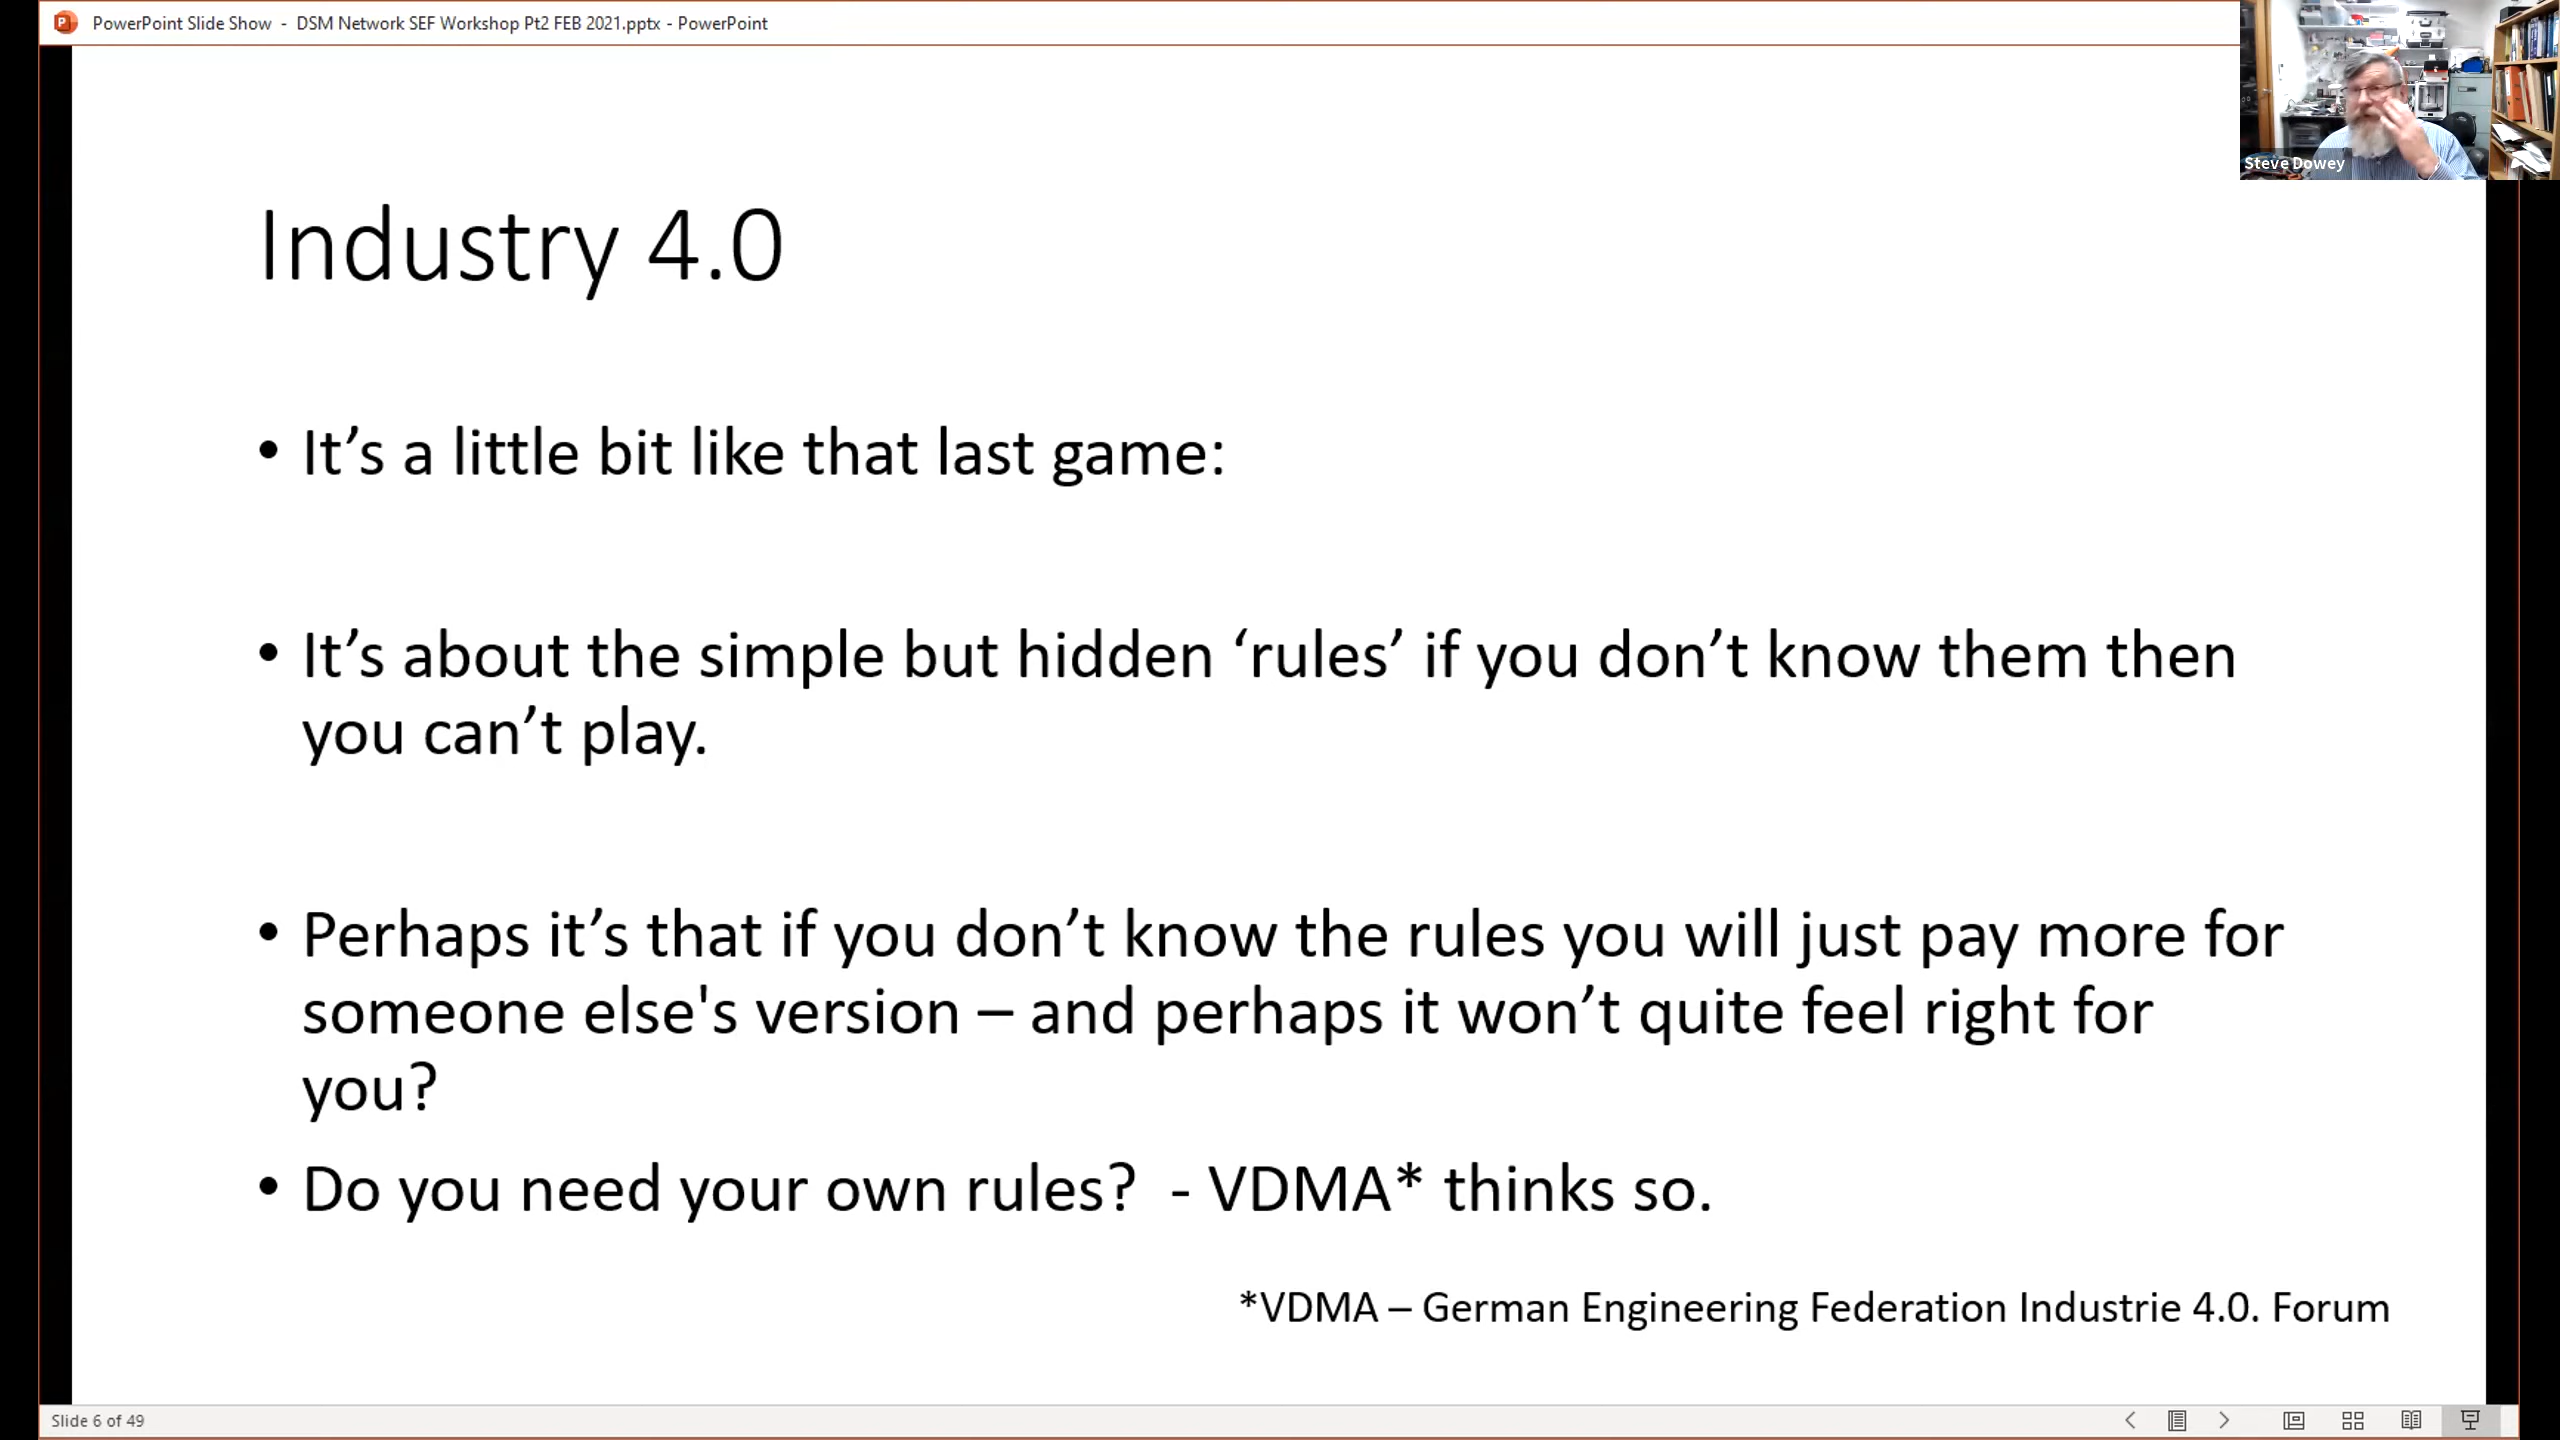 PowerPoint Slide Show - DSM Network SEF Workshop Pt2 FEB 2021.pptx - PowerPoint
Steve Dowey
Industry 4.0
• It’s a little bit like that last game:
• It’s about the simple but hidden ‘rules’ if you don’t know them then
you can’t play.
• Perhaps it’s that if you don’t know the rules you will just pay more for
someone else's version – and perhaps it won’t quite feel right for
you?
• Do you need your own rules?  - VDMA* thinks so.
*VDMA – German Engineering Federation Industrie 4.0. Forum
Slide 6 of 49